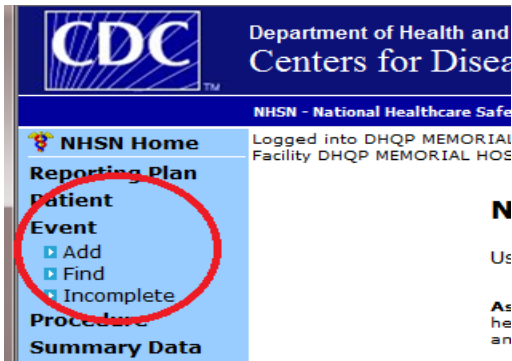 CDC
TM
Department of Health and
Centers for Disea
NHSN - National Healthcare Safe
NHSN Home
Logged into DHQP MEMORIAL
Facility DHQP MEMORIAL HOS
Reporting Plan
Patient
Event
Add
Find
Incomplete
Procedure
Summary Data
N
Us
As
he
an